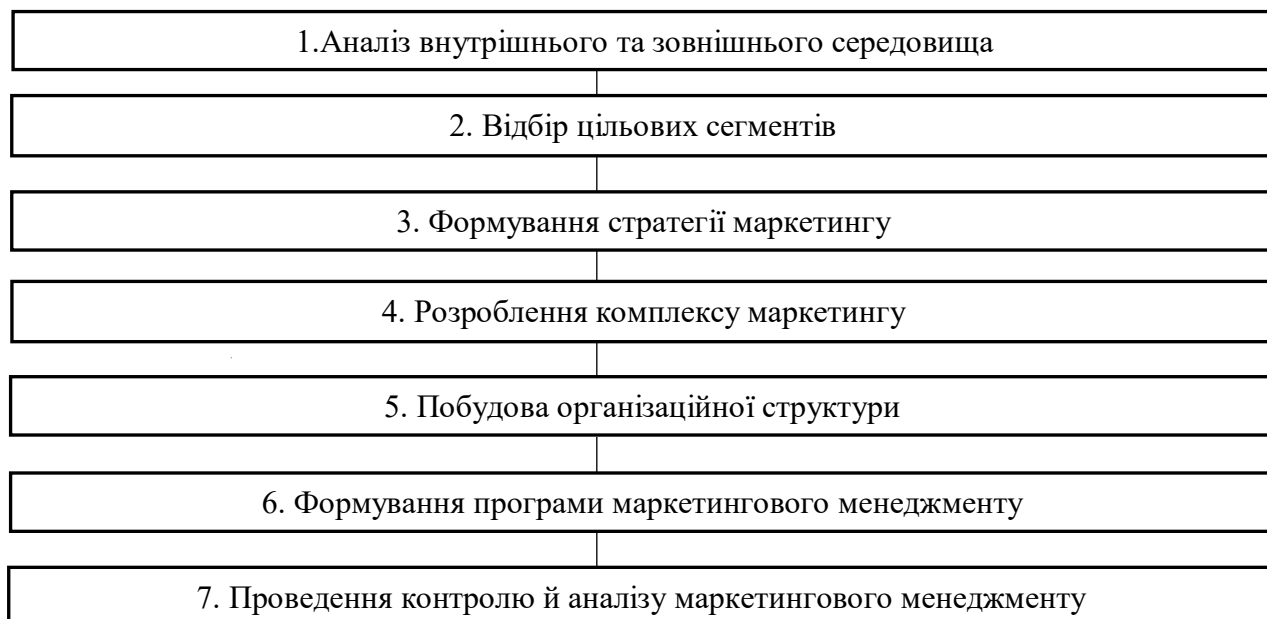 1.Аналіз внутрішнього та зовнішнього середовища
2. Відбір цільових сегментів
3. Формування стратегії маркетингу
4. Розроблення комплексу маркетингу
5. Побудова організаційної структури
6. Формування програми маркетингового менеджменту
7. Проведення контролю й аналізу маркетингового менеджменту